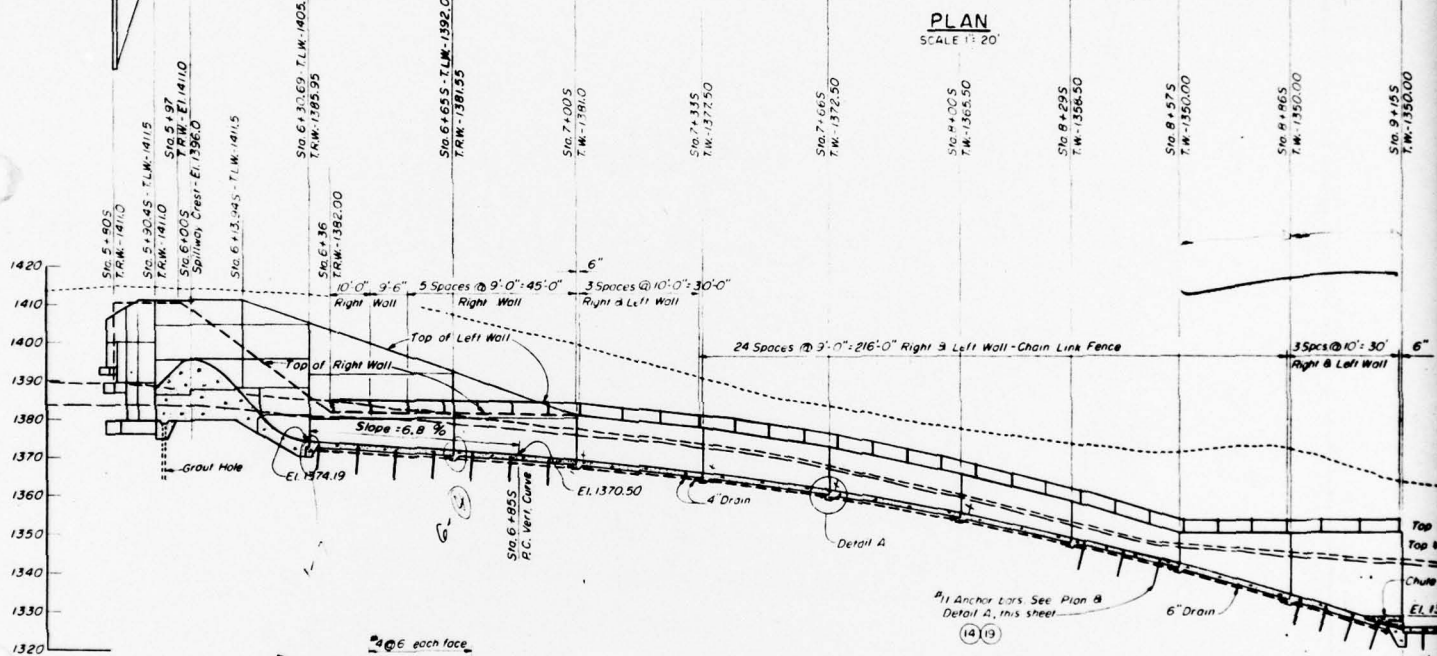 PLAN
SCALE 1"=20'
Sta. 5+80S
T.R.W.-1411.0
Sta. 5+90.45 - T.L.W.-1411.5
T.R.W.-1411.0
Sta. 5+97
T.R.W.-El.1411.0
Sta. 6+00S
Spillway Crest-El.1396.0
Sta. 6+13.94S - T.L.W.-1411.5
Sta. 6+30.69 - T.L.W.-1405.
T.R.W.-1385.95
Sta. 6+36
T.R.W.-1382.00
Sta. 6+65S - T.L.W.-1392.0
T.R.W.-1381.55
Sta. 7+00S
T.W.-1381.0
Sta. 7+33S
T.W.-1377.50
Sta. 7+66S
T.W.-1372.50
Sta. 8+00S
T.W.-1365.50
Sta. 8+29S
T.W.-1358.50
Sta. 8+57S
T.W.-1350.00
Sta. 8+86S
T.W.-1350.00
Sta. 9+15S
T.W.-1350.00
1420
1410
1400
1390
1380
1370
1360
1350
1340
1330
1320
6"
10'-0" 9'-6" 5 Spaces @ 9'-0"=45'-0" 3 Spaces @ 10'-0"=30'-0"
Right Wall Right Wall Right & Left Wall
Top of Left Wall
24 Spaces @ 9'-0"=216'-0" Right & Left Wall-Chain Link Fence
3 Spcs.@ 10'=30' 6"
Right & Left Wall
Top of Right Wall
Slope = 6.8 %
Grout Hole
El. 1374.19
El. 1370.50
4" Drain
6'-
Sta. 6+85S
P.C. Vert. Curve
Detail A
#11 Anchor bars. See Plan &
Detail A, this sheet
14 19
6" Drain
Top
Top
Chute
El. 13
#4@6 each face